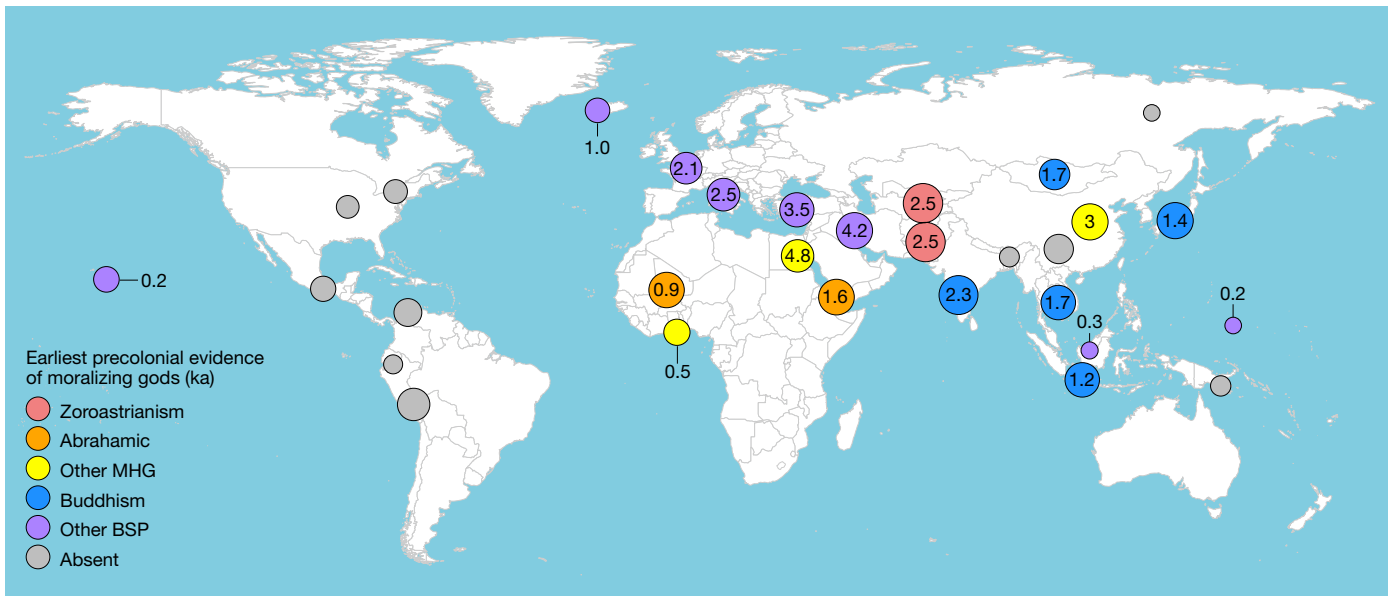 1.0
2.1
1.7
2.5
3.5
2.5
3
1.4
4.2
2.5
4.8
0.2
0.9
1.6
2.3
1.7
0.2
0.3
0.5
1.2
Earliest precolonial evidence
of moralizing gods (ka)
Zoroastrianism
Abrahamic
Other MHG
Buddhism
Other BSP
Absent